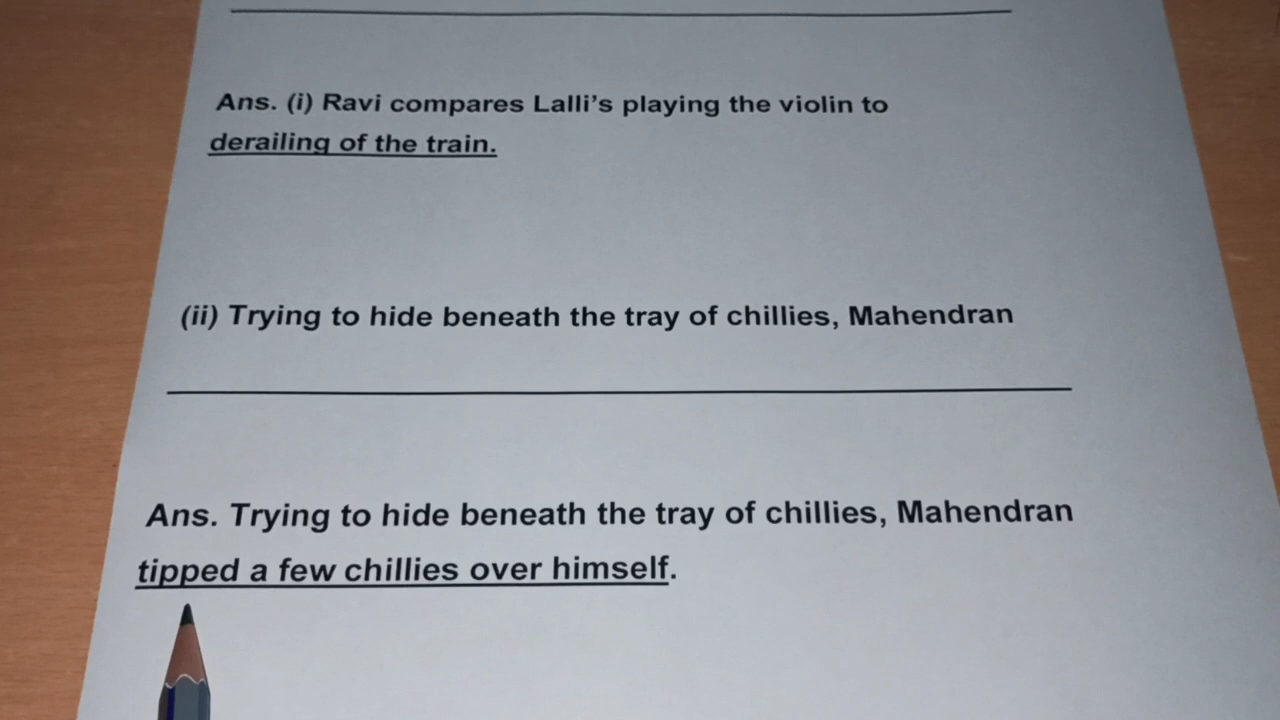 Ans. (i) Ravi compares Lalli's playing the violin to
derailing of the train.
(ii) Trying to hide beneath the tray of chillies, Mahendran
Ans. Trying to hide beneath the tray of chillies, Mahendran
tipped a few chillies over himself.